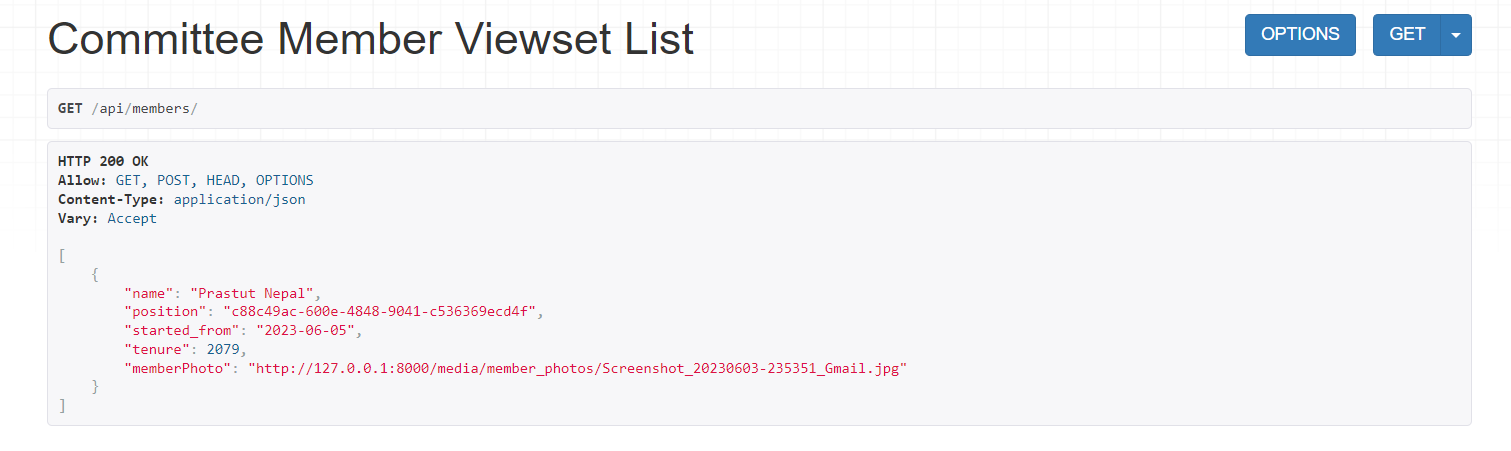 Committee Member Viewset List
OPTIONS
GET
GET /api/members/
HTTP 200 OK
Allow: GET, POST, HEAD, OPTIONS
Content-Type: application/json
Vary: Accept
[
    {
        "name": "Prastut Nepal",
        "position": "c88c49ac-600e-4848-9041-c536369ecd4f",
        "started_from": "2023-06-05",
        "tenure": 2079,
        "memberPhoto": "http://127.0.0.1:8000/media/member_photos/Screenshot_20230603-235351_Gmail.jpg"
    }
]